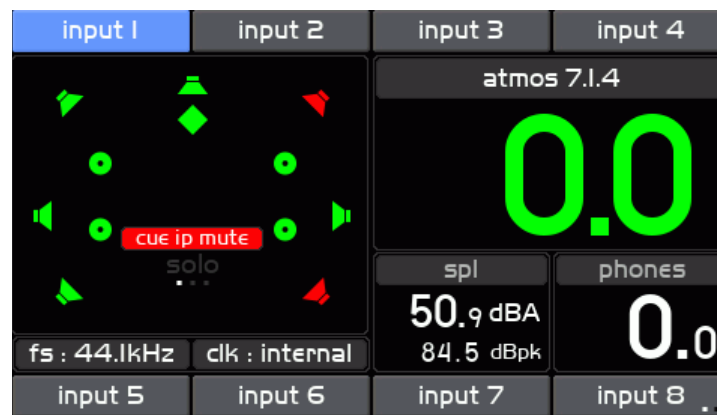 input 1
input 2
input 3
input 4
atmos 7.1.4
0.0
cue ip mute
solo
spl
phones
50.9 dBA
84.5 dBpk
0.0
fs : 44.1kHz
clk : internal
input 5
input 6
input 7
input 8